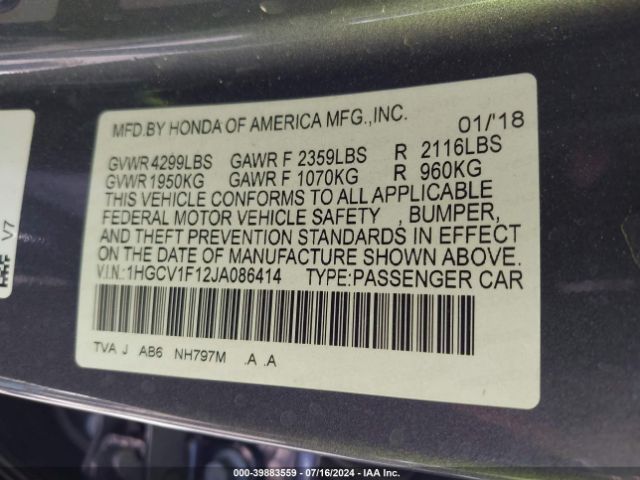 MFD.BY HONDA OF AMERICA MFG.,INC. 01/'18
GVWR 4299LBS GAWR F 2359LBS R 2116LBS
GVWR 1950KG GAWR F 1070KG R 960KG
THIS VEHICLE CONFORMS TO ALL APPLICABLE
FEDERAL MOTOR VEHICLE SAFETY , BUMPER,
AND THEFT PREVENTION STANDARDS IN EFFECT
ON THE DATE OF MANUFACTURE SHOWN ABOVE.
V.I.N.:1HGCV1F12JA086414 TYPE:PASSENGER CAR
TVA J AB6 NH797M .A .A
V7
000-39883559 | 07/16/2024 | IAA Inc.